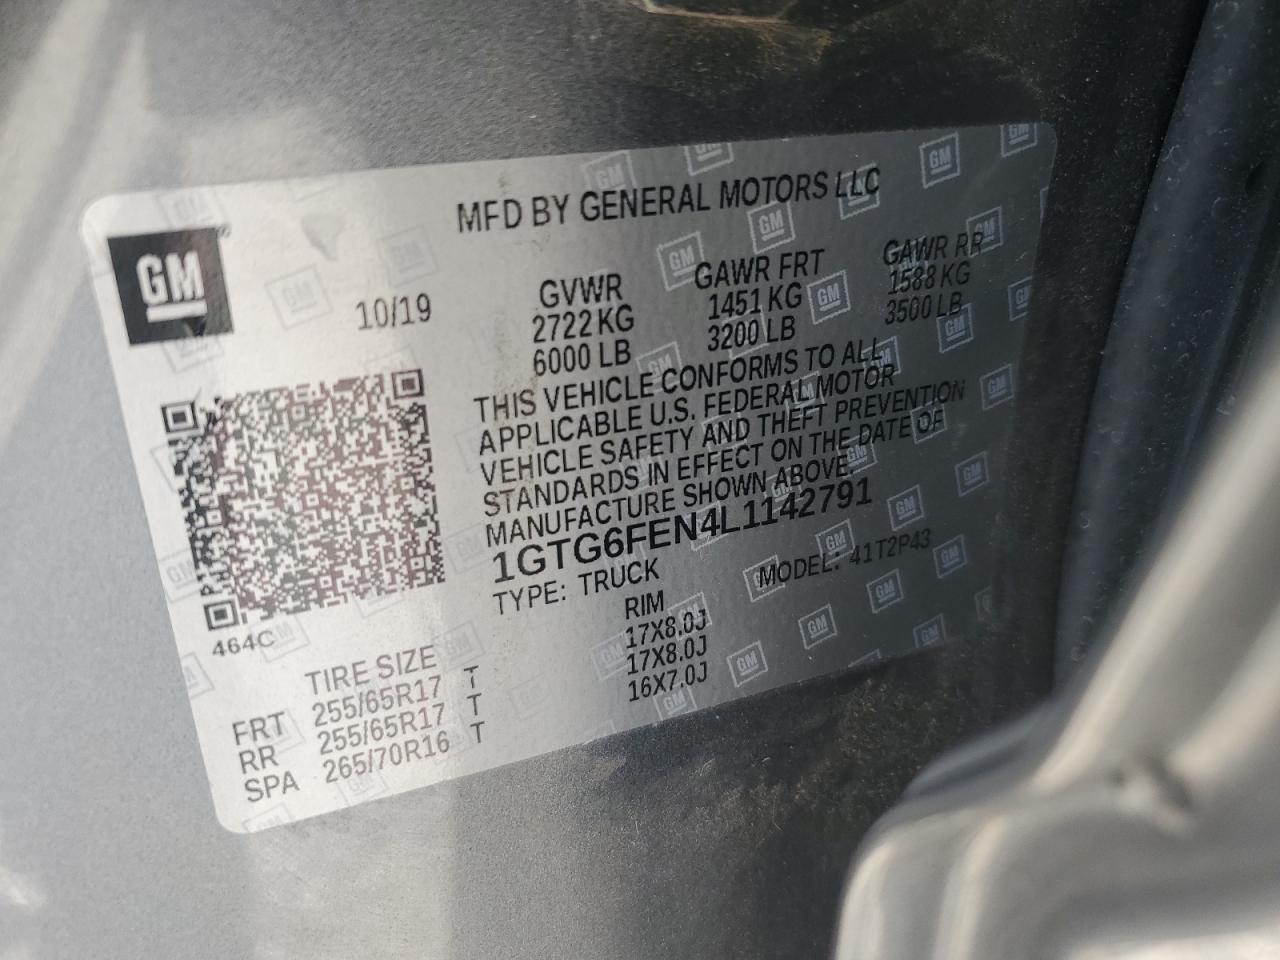 GM
MFD BY GENERAL MOTORS LLC
10/19
GVWR GAWR FRT GAWR RR
2722 KG 1451 KG 1588 KG
6000 LB 3200 LB 3500 LB
THIS VEHICLE CONFORMS TO ALL
APPLICABLE U.S. FEDERAL MOTOR
VEHICLE SAFETY AND THEFT PREVENTION
STANDARDS IN EFFECT ON THE DATE OF
MANUFACTURE SHOWN ABOVE.
1GTG6FEN4L1142791
TYPE: TRUCK MODEL: 41T2P43
464C
TIRE SIZE RIM
FRT 255/65R17 T 17X8.0J
RR 255/65R17 T 17X8.0J
SPA 265/70R16 T 16X7.0J